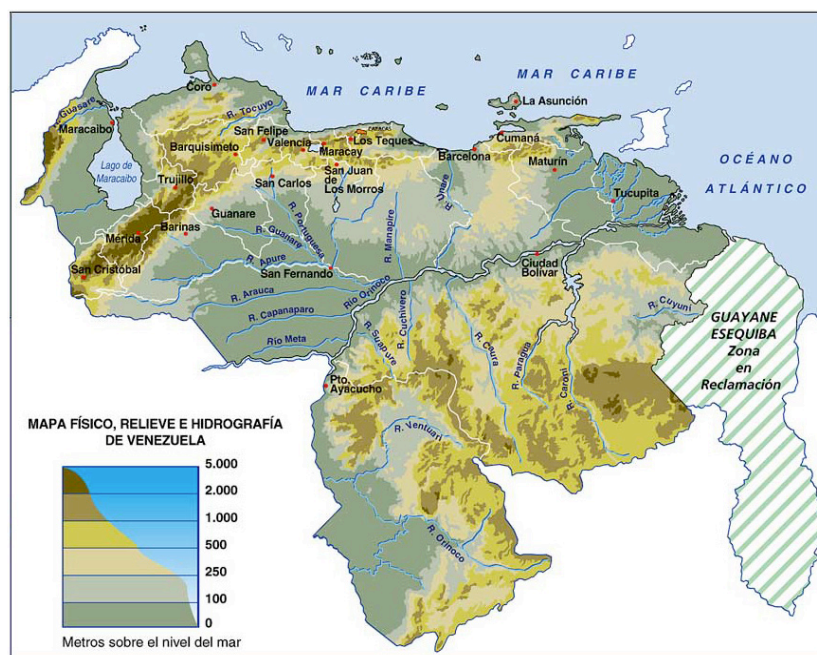 MAR CARIBE
MAR CARIBE
Coro
La Asunción
R. Guasare
R. Tocuyo
Maracaibo
San Felipe
CARACAS
Cumaná
Valencia
Los Teques
Barquisimeto
Maracay
Barcelona
Maturín
OCÉANO
ATLÁNTICO
Lago de
Maracaibo
San Juan
de
Los Morros
Trujillo
San Carlos
R. Unare
Tucupita
Guanare
R. Portuguesa
Mérida
Barinas
R. Guanare
R. Manapire
R. Apure
San Cristóbal
San Fernando
Ciudad
Bolívar
R. Arauca
Río Orinoco
R. Cuyuni
R. Capanaparo
R. Cuchivero
GUAYANE
ESEQUIBA
Zona
en
Reclamación
Río Meta
R. Suapure
R. Caura
R. Paragua
R. Caroní
Pto.
Ayacucho
MAPA FÍSICO, RELIEVE E HIDROGRAFÍA
DE VENEZUELA
R. Ventuari
5.000
2.000
1.000
500
250
100
0
R. Orinoco
Metros sobre el nivel del mar